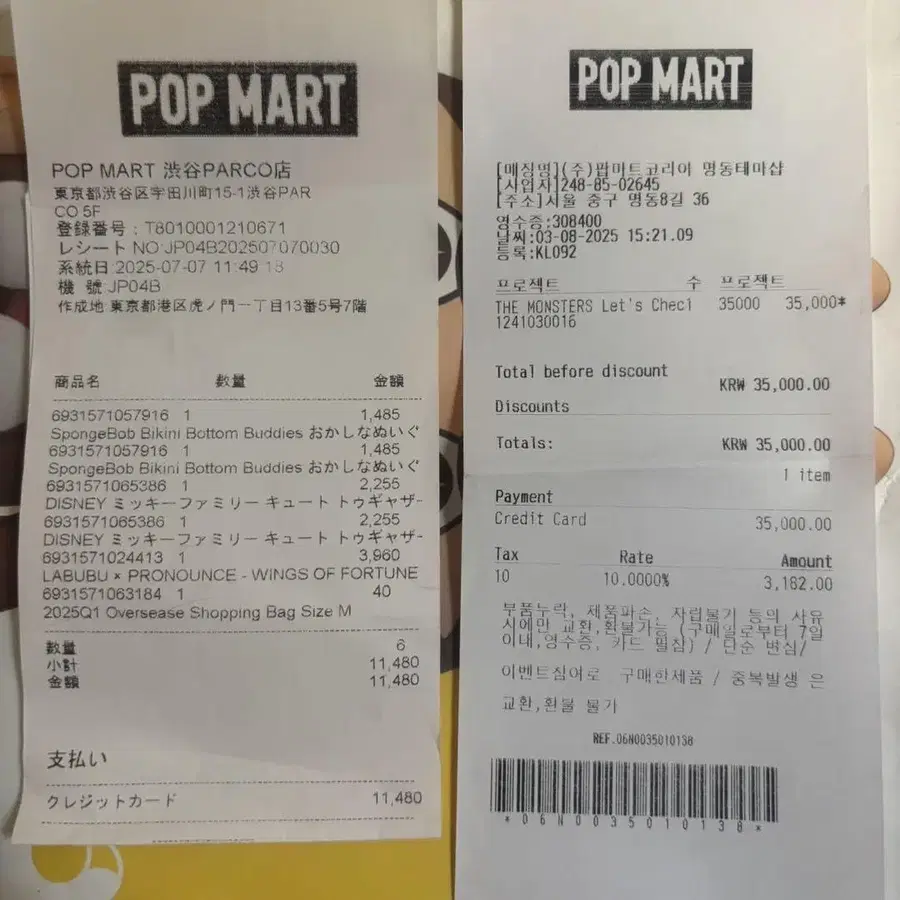 POP MART
POP MART 渋谷PARCO店
東京都渋谷区宇田川町15-1渋谷PAR
CO 5F
登録番号:T8010001210671
レシートNO:JP04B202507070030
系統日:2025-07-07 11:49:18
機 號:JP04B
作成地:東京都港区虎ノ門一丁目13番5号7階
商品名 数量 金額
6931571057916 1 1,485
SpongeBob Bikini Bottom Buddies おかしなぬいぐ
6931571057916 1 1,485
SpongeBob Bikini Bottom Buddies おかしなぬいぐ
6931571065386 1 2,255
DISNEY ミッキーファミリー キュート トゥギャザー
6931571065386 1 2,255
DISNEY ミッキーファミリー キュート トゥギャザー
6931571024413 1 3,960
LABUBU × PRONOUNCE - WINGS OF FORTUNE
6931571063184 1 40
2025Q1 Oversease Shopping Bag Size M
数量 6
小計 11,480
金額 11,480
支払い
クレジットカード 11,480
POP MART
[매장명](주)팝마트코리아 명동테마샵
[사업자]248-85-02645
[주소]서울 중구 명동8길 36
영수증:308400
날짜:03-08-2025 15:21.09
등록:KL092
프로젝트 수 프로젝트
THE MONSTERS Let's Chec1 35000 35,000*
1241030016
Total before discount
KRW 35,000.00
Discounts
Totals: KRW 35,000.00
1 item
Payment
Credit Card 35,000.00
Tax Rate Amount
10 10.0000% 3,182.00
부품누락, 제품파손, 자립불가 등의 사유
시에만 교환,환불가능 (구매일로부터 7일
이내,영수증, 카드 필참) / 단순 변심/
이벤트참여로 구매한제품 / 중복발생 은
교환,환불 불가
REF.06N0035010138
*06N0035010138*